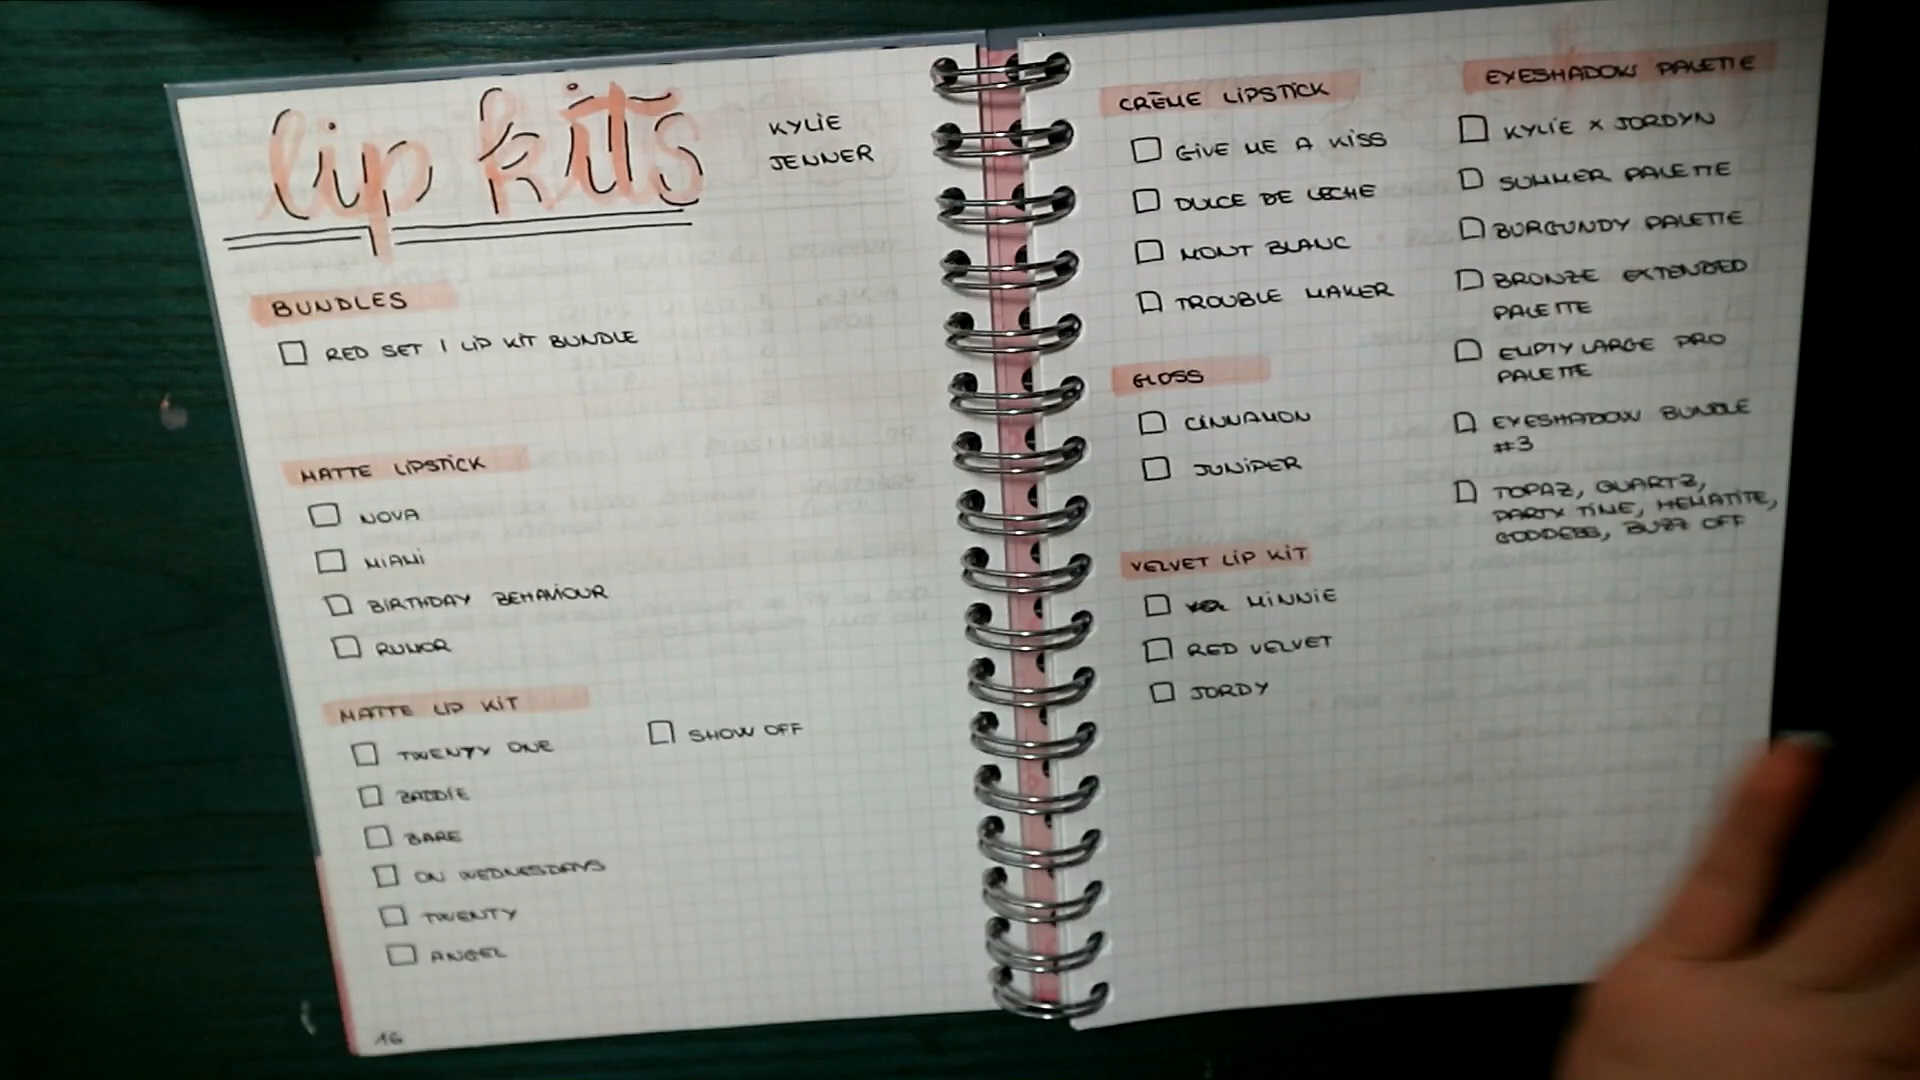 lip kits
KYLIE
JENNER
BUNDLES
RED SET | LIP KIT BUNDLE
MATTE LIPSTICK
NOVA
MIAMI
BIRTHDAY BEHAVIOUR
RUMOR
MATTE LIP KIT
TWENTY ONE
BADDIE
BARE
ON WEDNESDAYS
TWENTY
ANGEL
SHOW OFF
16
CRÈME LIPSTICK
GIVE ME A KISS
DULCE DE LECHE
MONT BLANC
TROUBLE MAKER
GLOSS
CINNAMON
JUNIPER
VELVET LIP KIT
MINNIE
RED VELVET
JORDY
EYESHADOW PALETTE
KYLIE X JORDYN
SUMMER PALETTE
BURGUNDY PALETTE
BRONZE EXTENDED
PALETTE
EMPTY LARGE PRO
PALETTE
EYESHADOW BUNDLE
#3
TOPAZ, QUARTZ,
PARTY TIME, HEMATITE,
GODDESS, BUZZ OFF